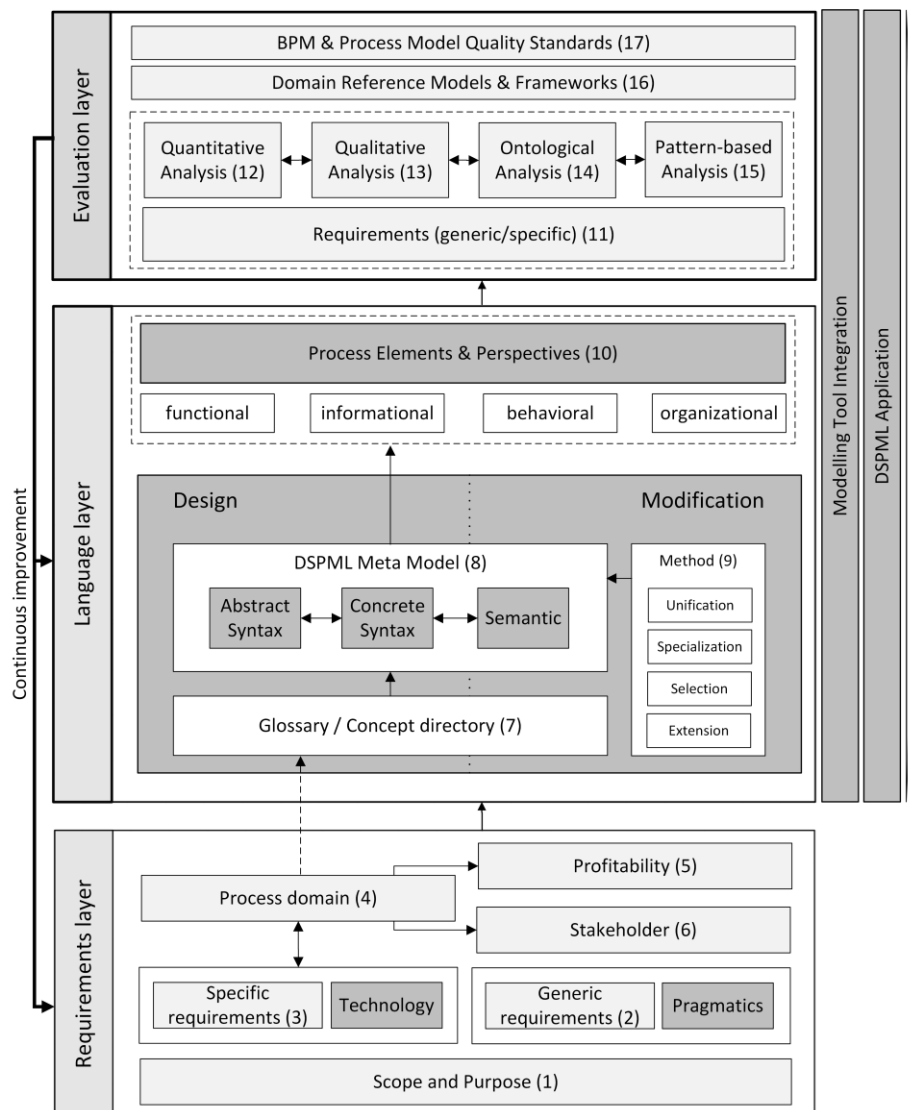 Evaluation layer
BPM & Process Model Quality Standards (17)
Domain Reference Models & Frameworks (16)
Quantitative
Analysis (12)
Qualitative
Analysis (13)
Ontological
Analysis (14)
Pattern-based
Analysis (15)
Requirements (generic/specific) (11)
Modelling Tool Integration
DSPML Application
Continuous improvement
Language layer
Process Elements & Perspectives (10)
functional
informational
behavioral
organizational
Design
Modification
DSPML Meta Model (8)
Abstract
Syntax
Concrete
Syntax
Semantic
Method (9)
Unification
Specialization
Selection
Extension
Glossary / Concept directory (7)
Requirements layer
Process domain (4)
Profitability (5)
Stakeholder (6)
Specific
requirements (3)
Technology
Generic
requirements (2)
Pragmatics
Scope and Purpose (1)